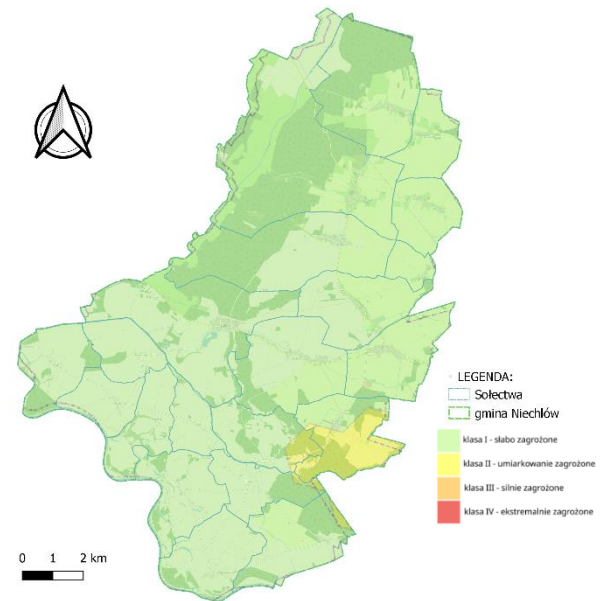 LEGENDA:
Sołectwa
gmina Niechlów
klasa I - słabo zagrożone
klasa II - umiarkowanie zagrożone
klasa III - silnie zagrożone
klasa IV - ekstremalnie zagrożone
0 1 2 km